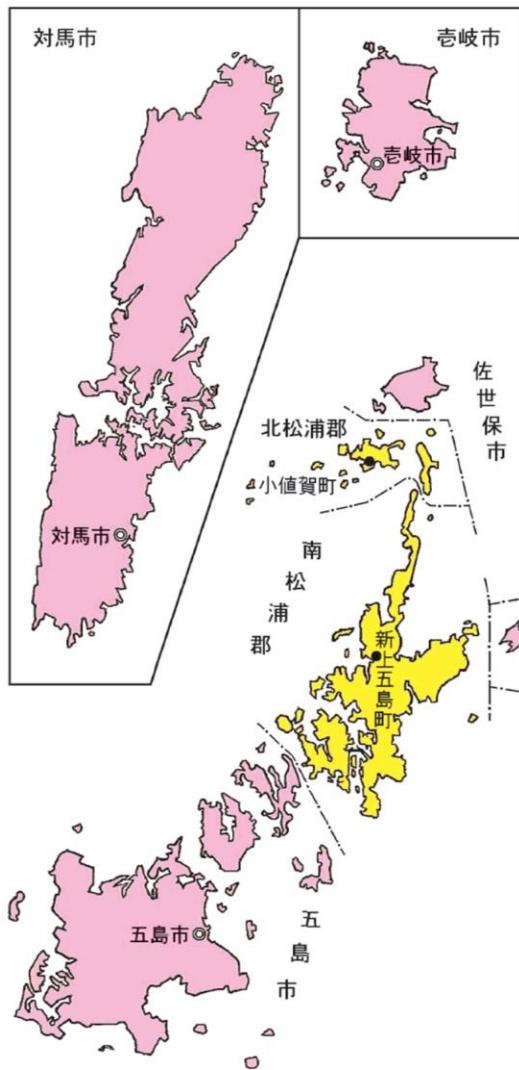 対馬市
壱岐市
壱岐市
佐世保市
北松浦郡
小値賀町
対馬市
南松浦郡
新上五島町
五島市
五島市